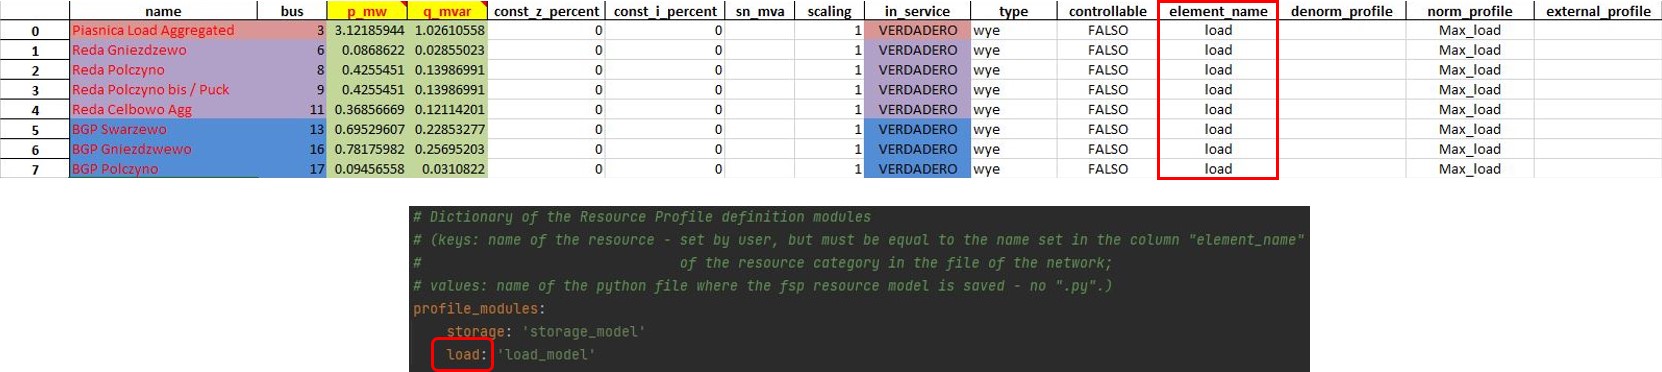 name bus p_mw q_mvar const_z_percent const_i_percent sn_mva scaling in_service type controllable element_name denorm_profile norm_profile external_profile
0 Piasnica Load Aggregated 3 3.12185944 1.02610558 0 0 1 VERDADERO wye FALSO load Max_load
1 Reda Gniezdzewo 6 0.0868622 0.02855023 0 0 1 VERDADERO wye FALSO load Max_load
2 Reda Polczyno 8 0.4255451 0.13986991 0 0 1 VERDADERO wye FALSO load Max_load
3 Reda Polczyno bis / Puck 9 0.4255451 0.13986991 0 0 1 VERDADERO wye FALSO load Max_load
4 Reda Celbowo Agg 11 0.36856669 0.12114201 0 0 1 VERDADERO wye FALSO load Max_load
5 BGP Swarzewo 13 0.69529607 0.22853277 0 0 1 VERDADERO wye FALSO load Max_load
6 BGP Gniezdzwewo 16 0.78175982 0.25695203 0 0 1 VERDADERO wye FALSO load Max_load
7 BGP Polczyno 17 0.09456558 0.0310822 0 0 1 VERDADERO wye FALSO load Max_load
# Dictionary of the Resource Profile definition modules
# (keys: name of the resource - set by user, but must be equal to the name set in the column "element_name"
# of the resource category in the file of the network;
# values: name of the python file where the fsp resource model is saved - no ".py".)
profile_modules:
storage: 'storage_model'
load: 'load_model'